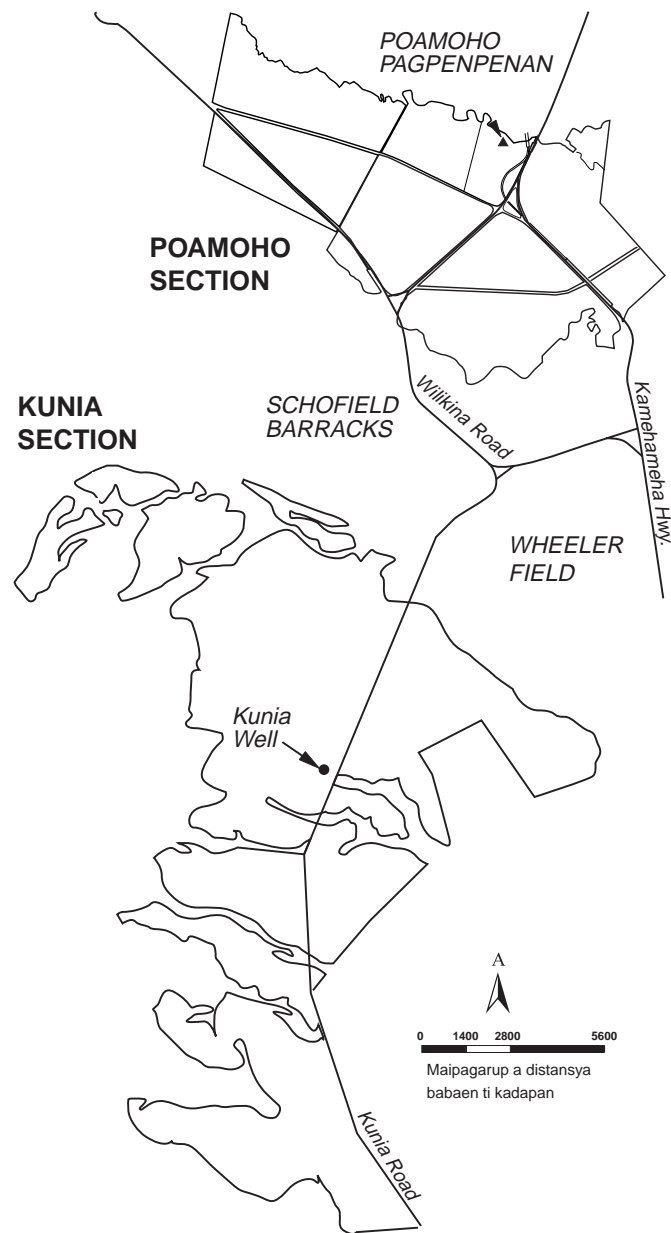 POAMOHO
PAGPENPENAN
POAMOHO
SECTION
KUNIA
SECTION
SCHOFIELD
BARRACKS
Wilikina Road
Kamehameha Hwy.
WHEELER
FIELD
Kunia
Well
A
0 1400 2800 5600
Maipagarup a distansya
babaen ti kadapan
Kunia Road